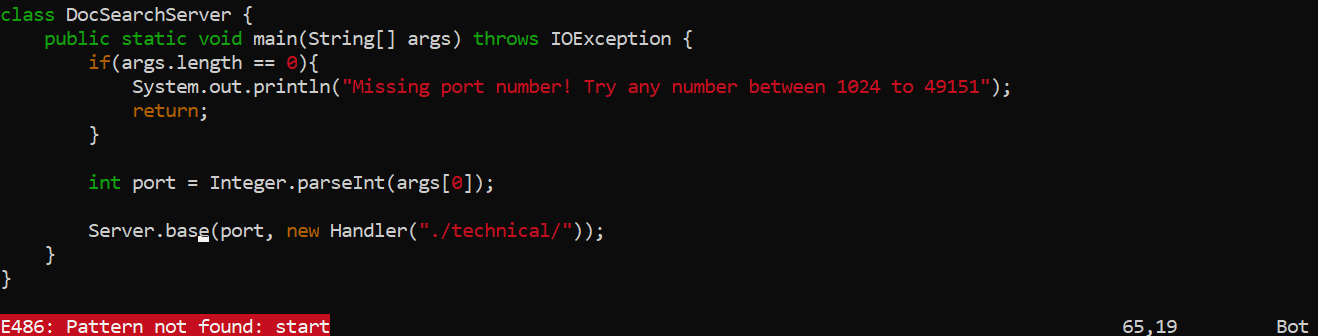 class DocSearchServer {
    public static void main(String[] args) throws IOException {
        if(args.length == 0){
            System.out.println("Missing port number! Try any number between 1024 to 49151");
            return;
        }

        int port = Integer.parseInt(args[0]);

        Server.base(port, new Handler("./technical/"));
    }
}
E486: Pattern not found: start 65,19 Bot